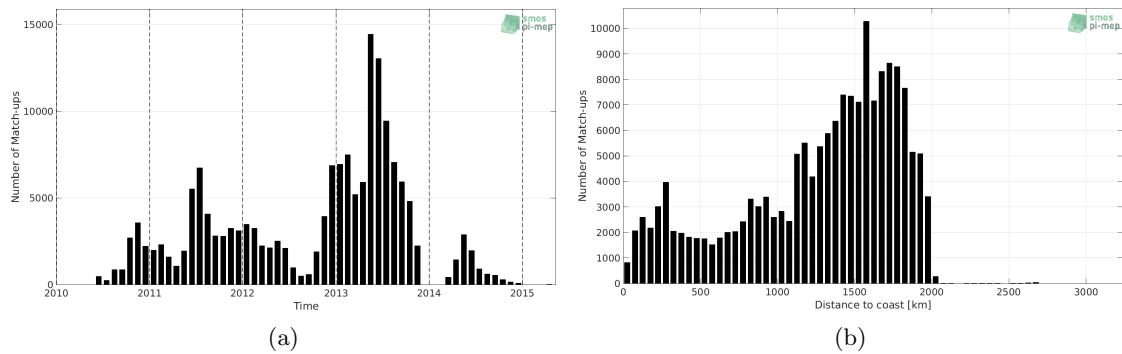 15000
10000
5000
0
Number of Match-ups
2010 2011 2012 2013 2014 2015
Time
smos
pi-mep
(a)
10000
9000
8000
7000
6000
5000
4000
3000
2000
1000
0
Number of Match-ups
0 500 1000 1500 2000 2500 3000
Distance to coast [km]
smos
pi-mep
(b)